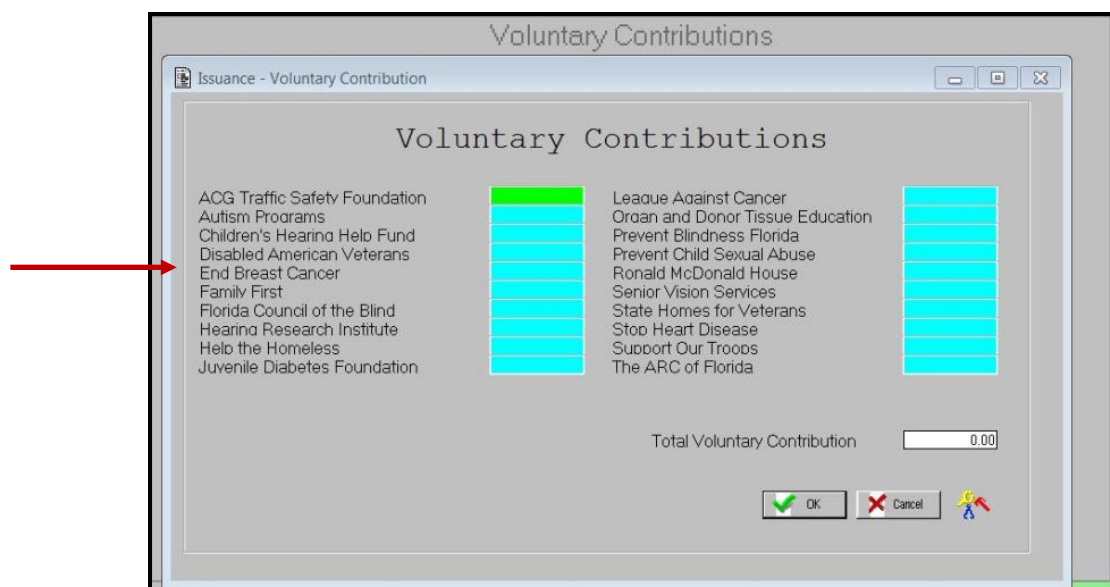 Voluntary Contributions
Issuance - Voluntary Contribution
Voluntary Contributions
ACG Traffic Safety Foundation
Autism Programs
Children's Hearing Help Fund
Disabled American Veterans
End Breast Cancer
Family First
Florida Council of the Blind
Hearing Research Institute
Help the Homeless
Juvenile Diabetes Foundation
League Against Cancer
Organ and Donor Tissue Education
Prevent Blindness Florida
Prevent Child Sexual Abuse
Ronald McDonald House
Senior Vision Services
State Homes for Veterans
Stop Heart Disease
Support Our Troops
The ARC of Florida
Total Voluntary Contribution 0.00
OK Cancel